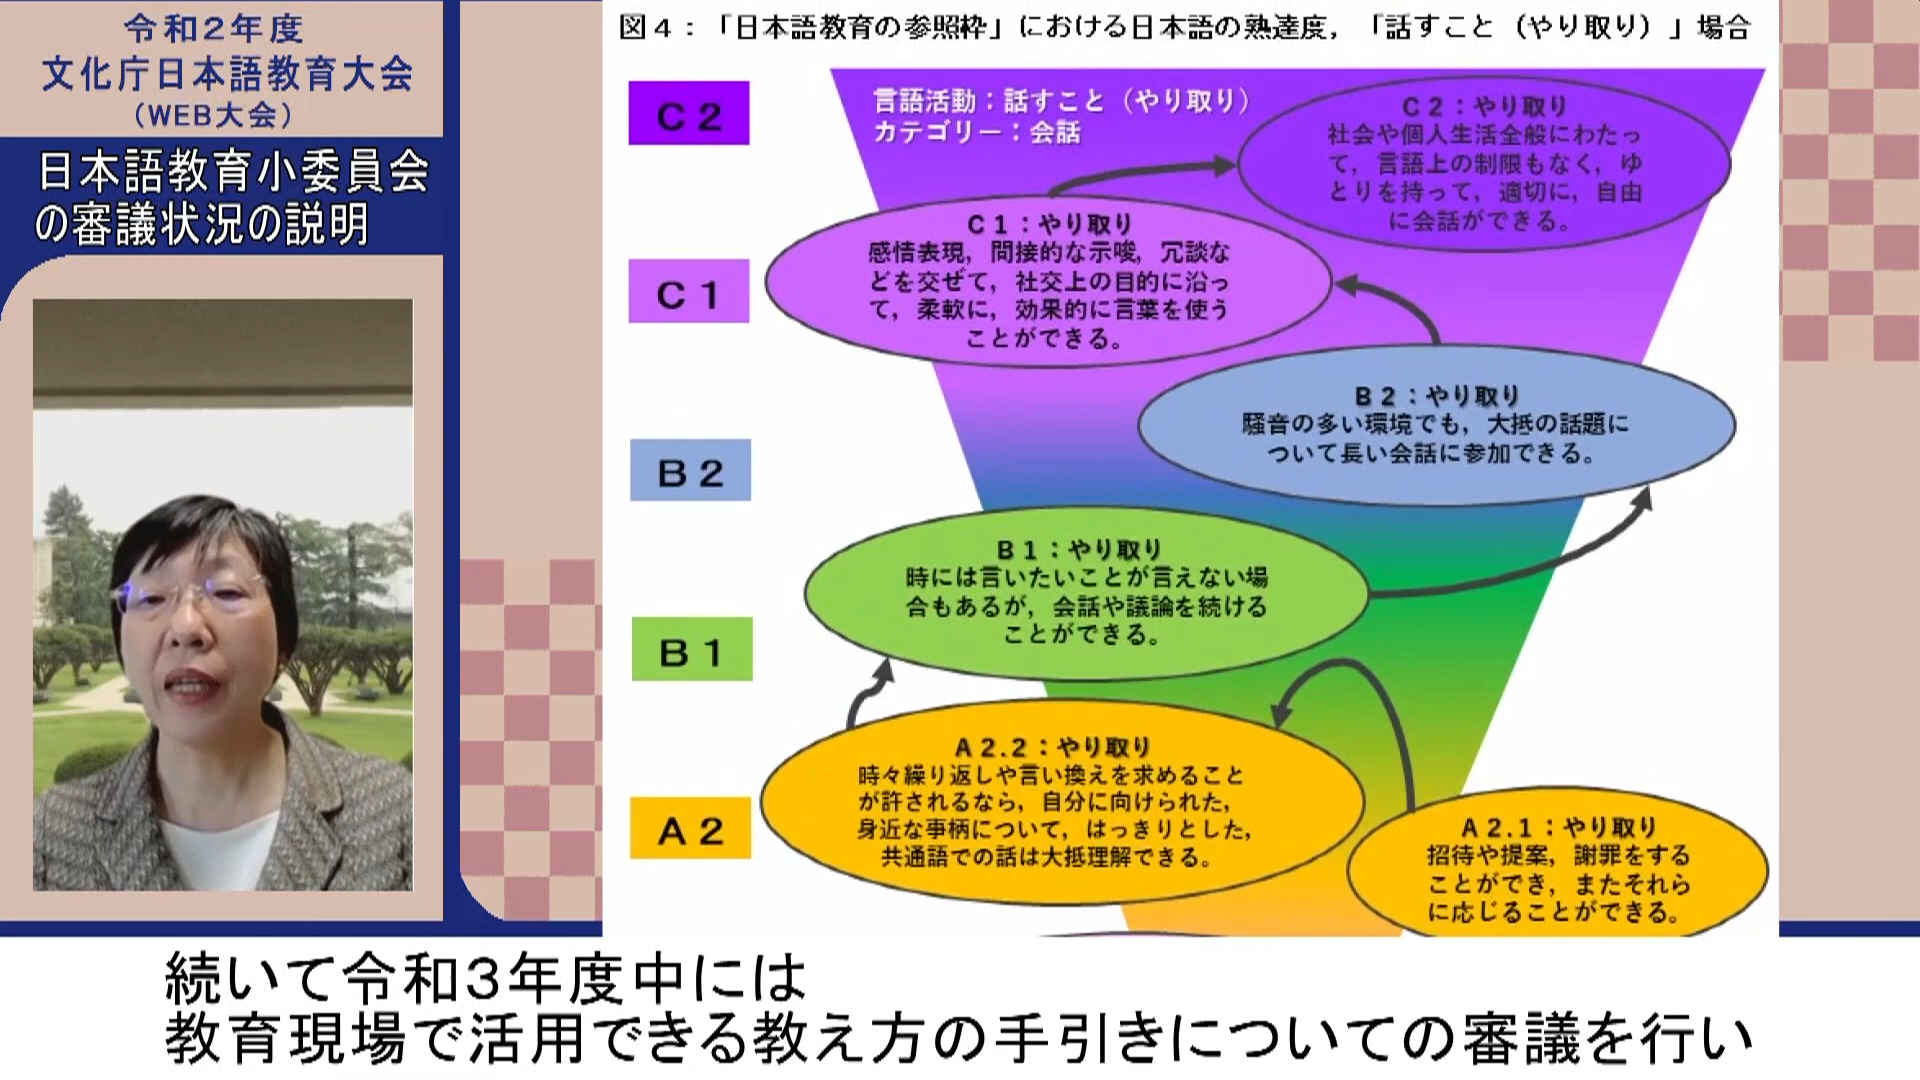 令和2年度
文化庁日本語教育大会
（WEB大会）
日本語教育小委員会
の審議状況の説明
図４：「日本語教育の参照枠」における日本語の熟達度，「話すこと（やり取り）」場合
言語活動：話すこと（やり取り）
カテゴリー：会話
C２
C２：やり取り
社会や個人生活全般にわたっ
て，言語上の制限もなく，ゆ
とりを持って，適切に，自由
に会話ができる。
C１
C１：やり取り
感情表現，間接的な示唆，冗談な
どを交ぜて，社交上の目的に沿っ
て，柔軟に，効果的に言葉を使う
ことができる。
B２
B２：やり取り
騒音の多い環境でも，大抵の話題に
ついて長い会話に参加できる。
B１
B１：やり取り
時には言いたいことが言えない場
合もあるが，会話や議論を続ける
ことができる。
A２
A２.２：やり取り
時々繰り返しや言い換えを求めること
が許されるなら，自分に向けられた，
身近な事柄について，はっきりとした，
共通語での話は大抵理解できる。
A２.１：やり取り
招待や提案，謝罪をする
ことができ，またそれら
に応じることができる。
続いて令和３年度中には
教育現場で活用できる教え方の手引きについての審議を行い